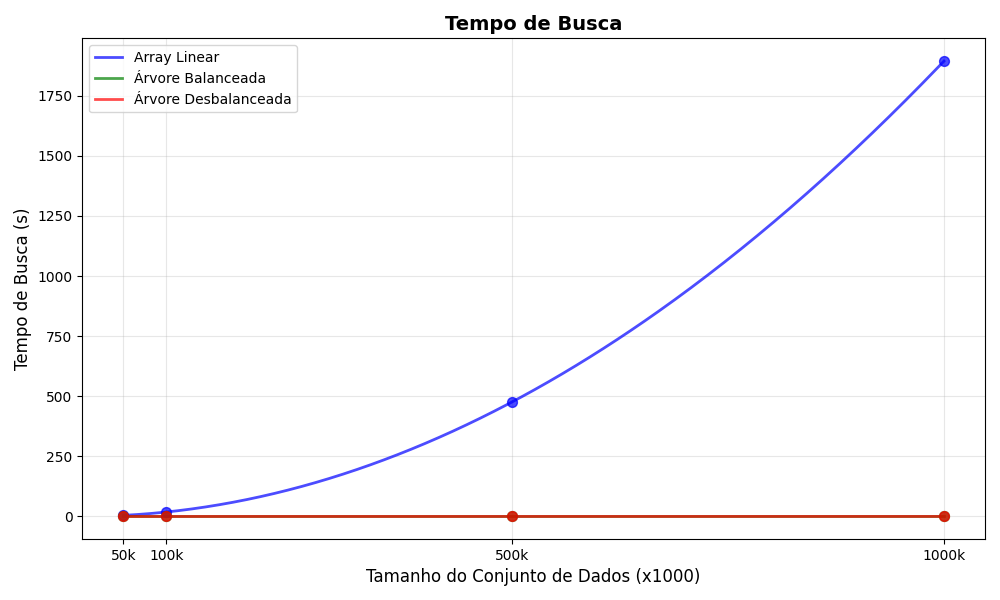 Tempo de Busca
Array Linear
Árvore Balanceada
Árvore Desbalanceada
Tempo de Busca (s)
1750
1500
1250
1000
750
500
250
0
50k
100k
500k
1000k
Tamanho do Conjunto de Dados (x1000)